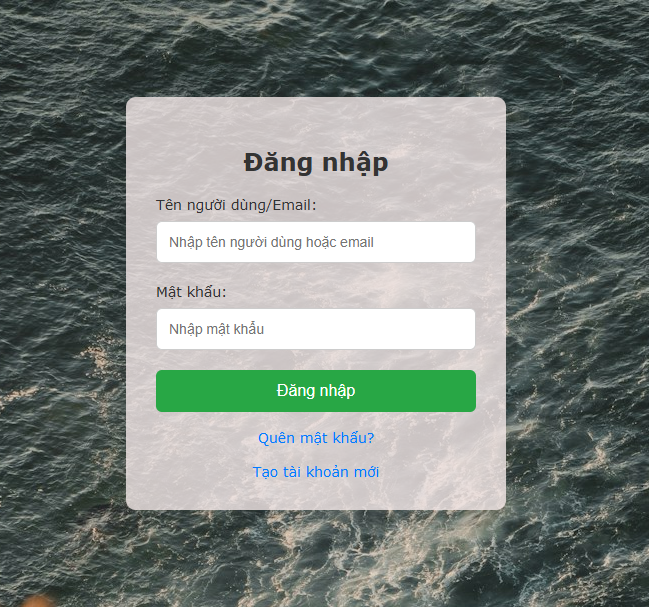 Đăng nhập
Tên người dùng/Email:
Nhập tên người dùng hoặc email
Mật khẩu:
Nhập mật khẩu
Đăng nhập
Quên mật khẩu?
Tạo tài khoản mới